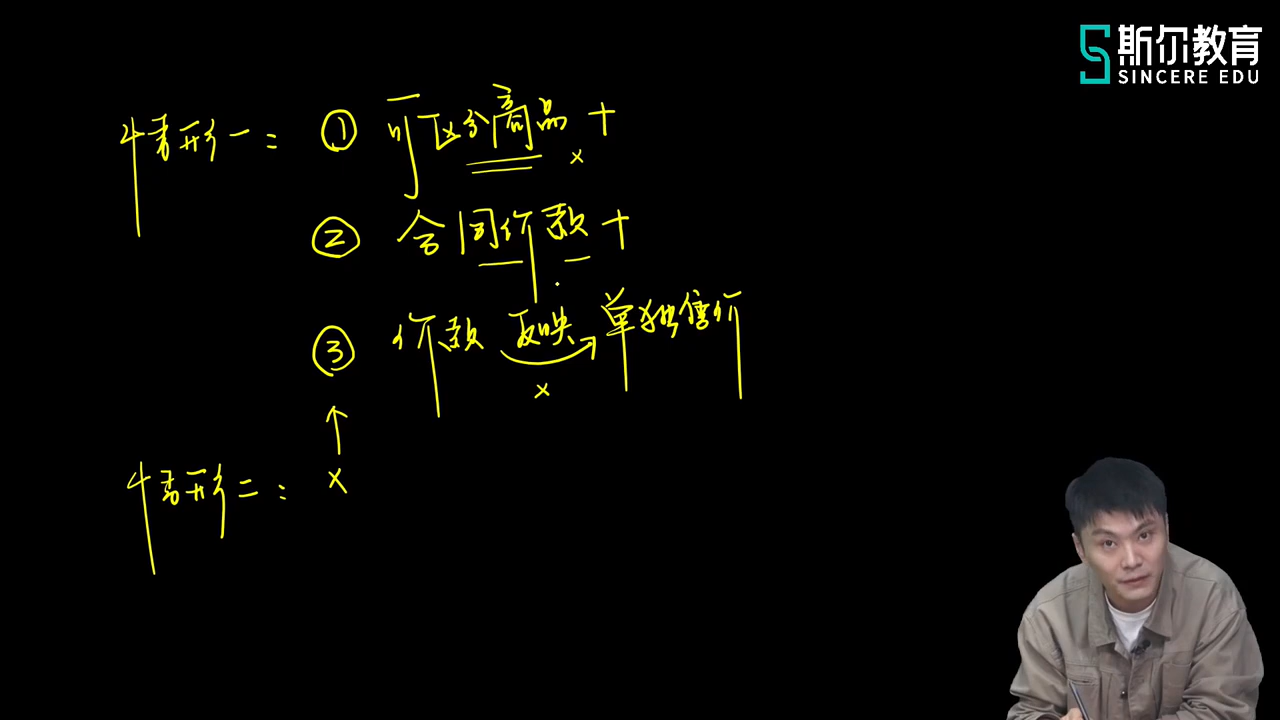 斯尔教育
SINCERE EDU
情形一：① 可区分商品 +
×
② 合同价款 +
③ 价款 反映 → 单独售价
×
↑
情形二：×